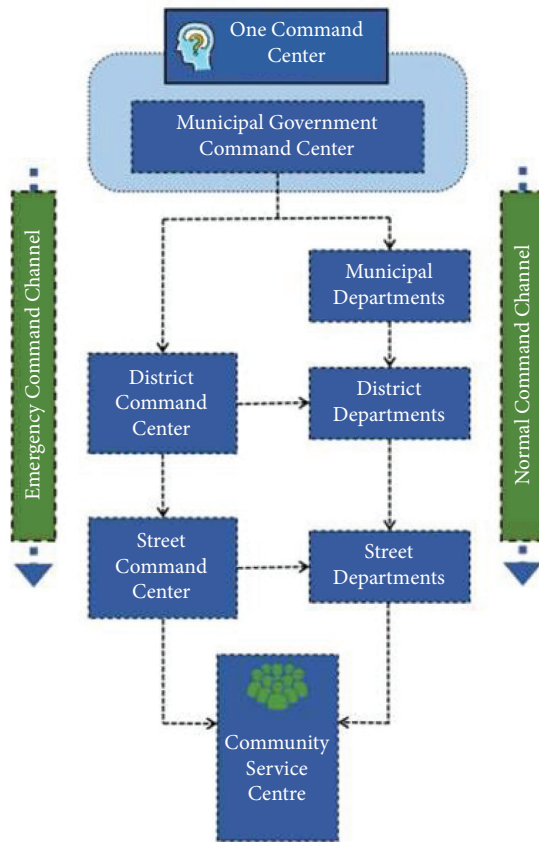 One Command
Center
Municipal Government
Command Center
Emergency Command Channel
Normal Command Channel
Municipal
Departments
District
Command
Center
District
Departments
Street
Command
Center
Street
Departments
Community
Service
Centre